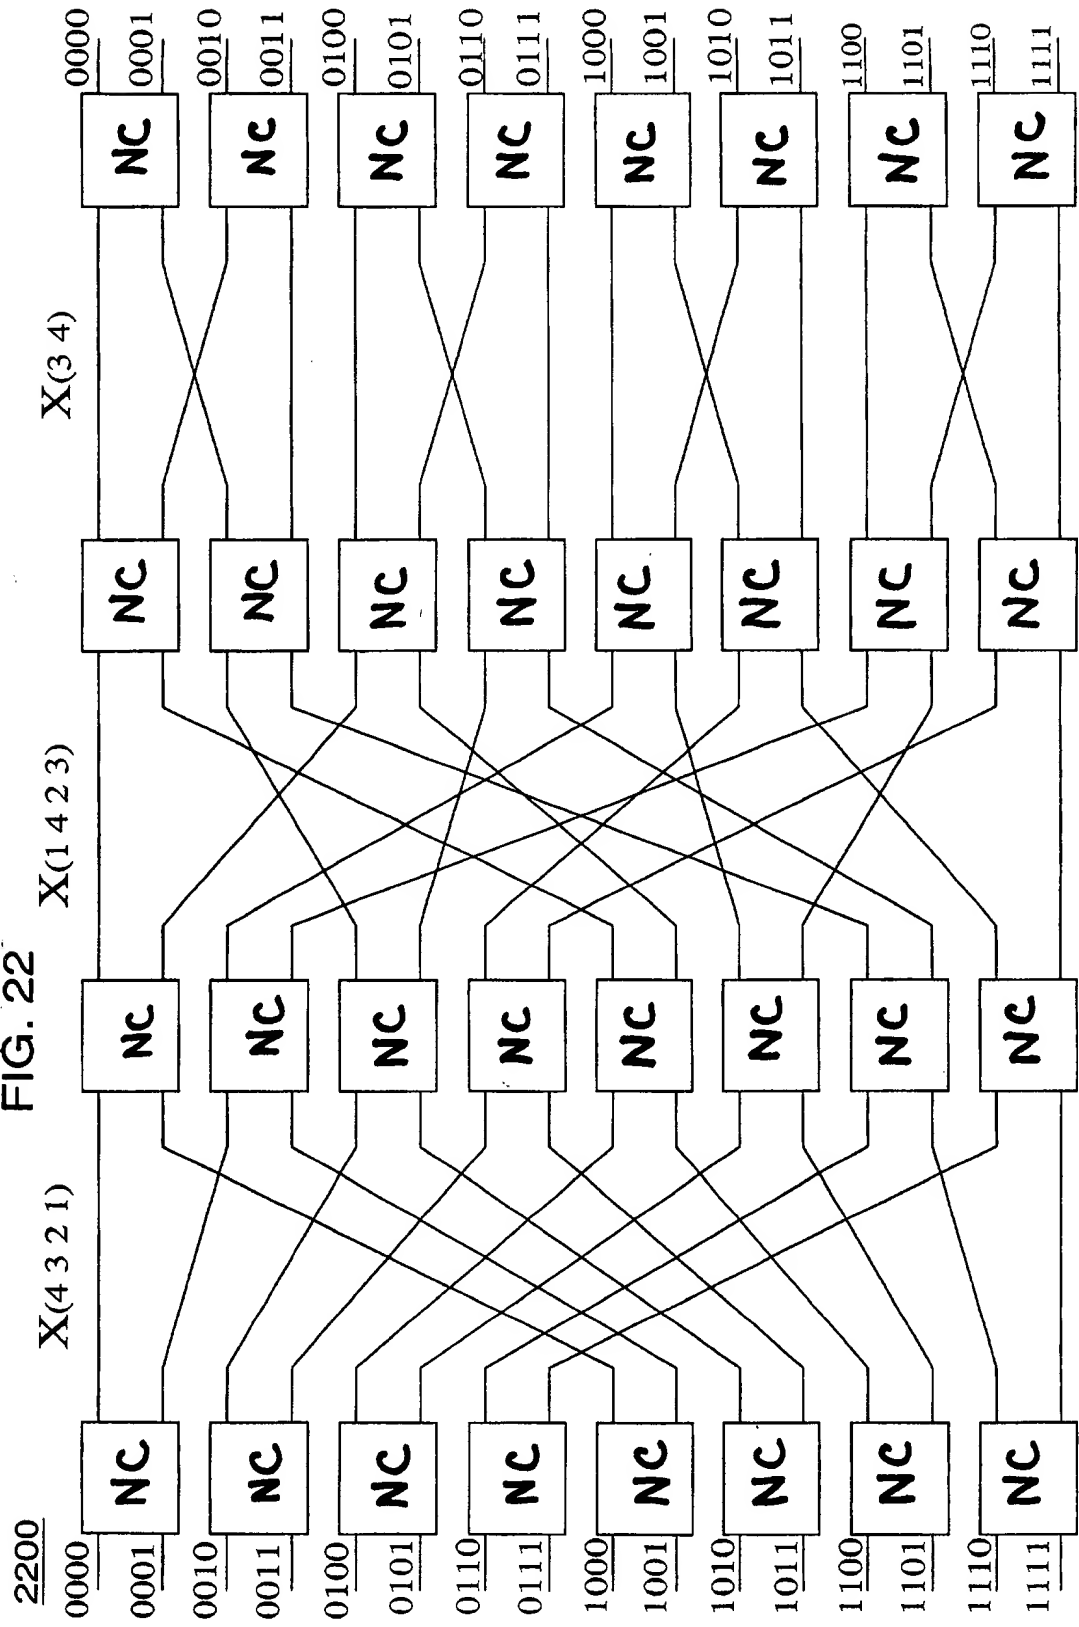 FIG. 22
2200
X(4 3 2 1)
X(1 4 2 3)
X(3 4)
0000
0001
0010
0011
0100
0101
0110
0111
1000
1001
1010
1011
1100
1101
1110
1111
NC NC NC NC
NC NC NC NC
NC NC NC NC
NC NC NC NC
NC NC NC NC
NC NC NC NC
NC NC NC NC
NC NC NC NC
0000
0001
0010
0011
0100
0101
0110
0111
1000
1001
1010
1011
1100
1101
1110
1111